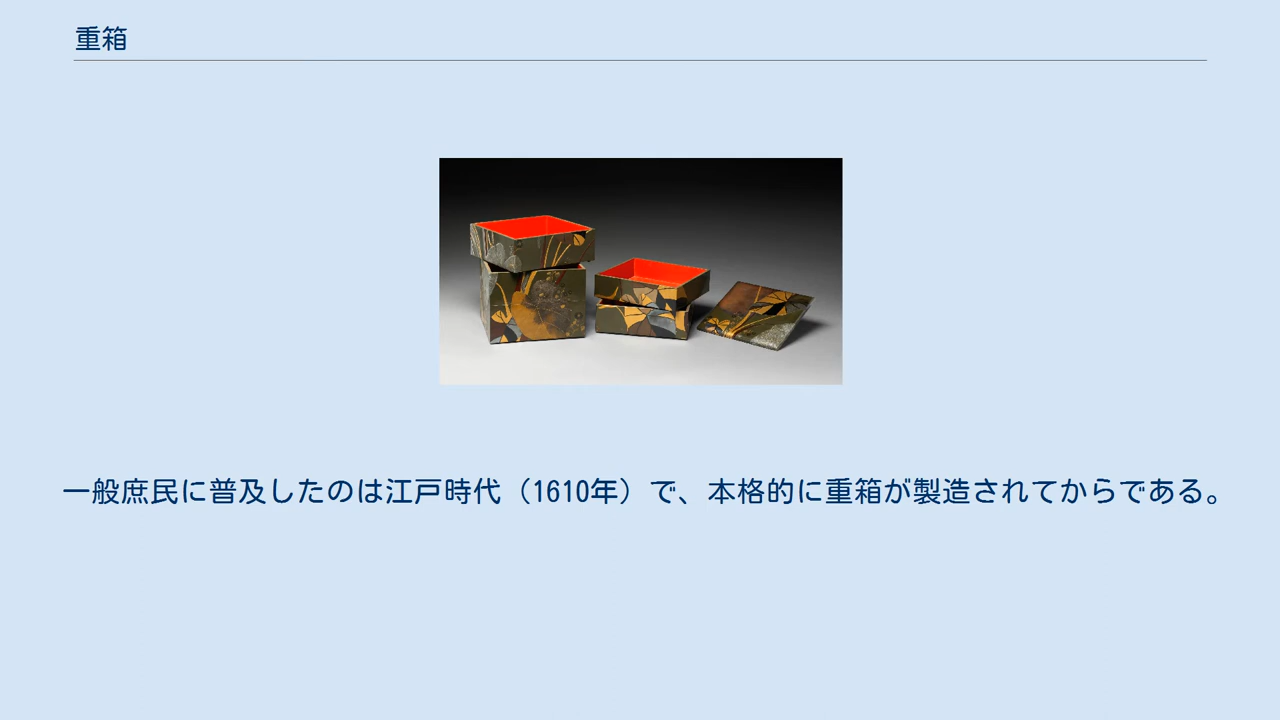 重箱
一般庶民に普及したのは江戸時代（1610年）で、本格的に重箱が製造されてからである。